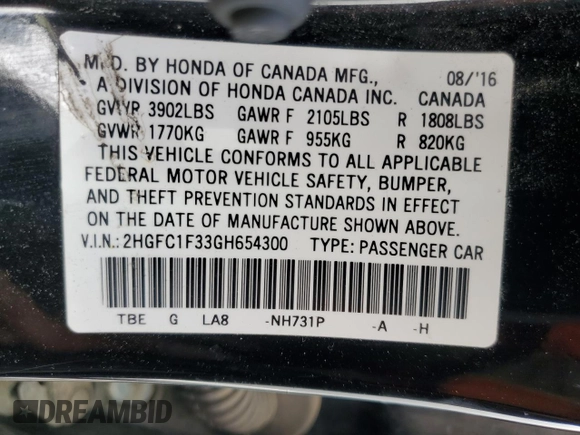 MFD. BY HONDA OF CANADA MFG., 08/'16
A DIVISION OF HONDA CANADA INC. CANADA
GVWR 3902LBS GAWR F 2105LBS R 1808LBS
GVWR 1770KG GAWR F 955KG R 820KG
THIS VEHICLE CONFORMS TO ALL APPLICABLE
FEDERAL MOTOR VEHICLE SAFETY, BUMPER,
AND THEFT PREVENTION STANDARDS IN EFFECT
ON THE DATE OF MANUFACTURE SHOWN ABOVE.
V.I.N.: 2HGFC1F33GH654300 TYPE: PASSENGER CAR
TBE G LA8 -NH731P -A -H
DREAMBID